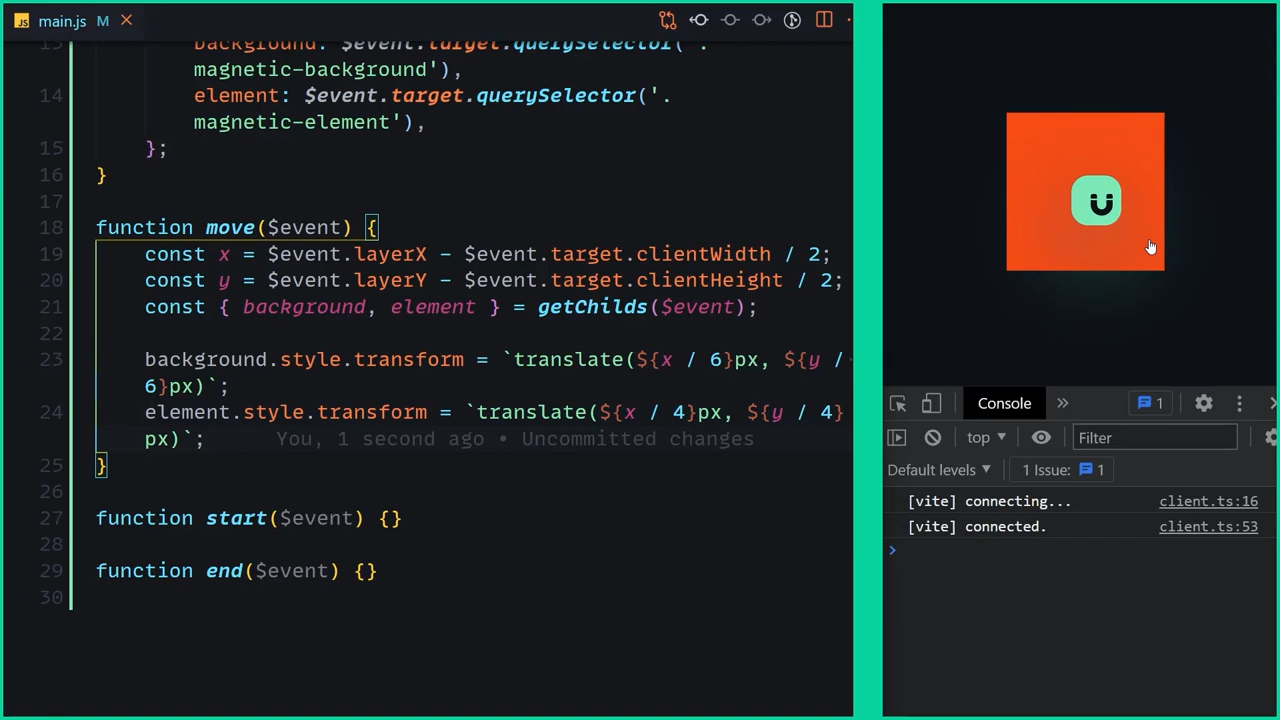 JS main.js M
13 background: $event.target.querySelector('.
magnetic-background'),
14 element: $event.target.querySelector('.
magnetic-element'),
15 };
16 }
17
18 function move($event) {
19 const x = $event.layerX - $event.target.clientWidth / 2;
20 const y = $event.layerY - $event.target.clientHeight / 2;
21 const { background, element } = getChilds($event);
22
23 background.style.transform = `translate(${x / 6}px, ${y /
6}px)`;
24 element.style.transform = `translate(${x / 4}px, ${y / 4}
px)`; You, 1 second ago • Uncommitted changes
25 }
26
27 function start($event) {}
28
29 function end($event) {}
30
Console » 1
top Filter
Default levels 1 Issue: 1
[vite] connecting... client.ts:16
[vite] connected. client.ts:53